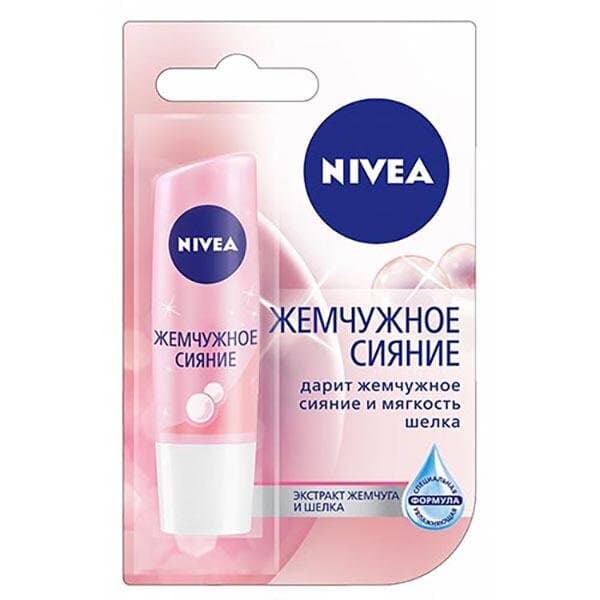 NIVEA
NIVEA
ЖЕМЧУЖНОЕ
СИЯНИЕ
ЖЕМЧУЖНОЕ
СИЯНИЕ
дарит жемчужное
сияние и мягкость
шелка
ЭКСТРАКТ ЖЕМЧУГА
И ШЕЛКА
СПЕЦИАЛЬНАЯ
ФОРМУЛА
УВЛАЖНЯЮЩАЯ